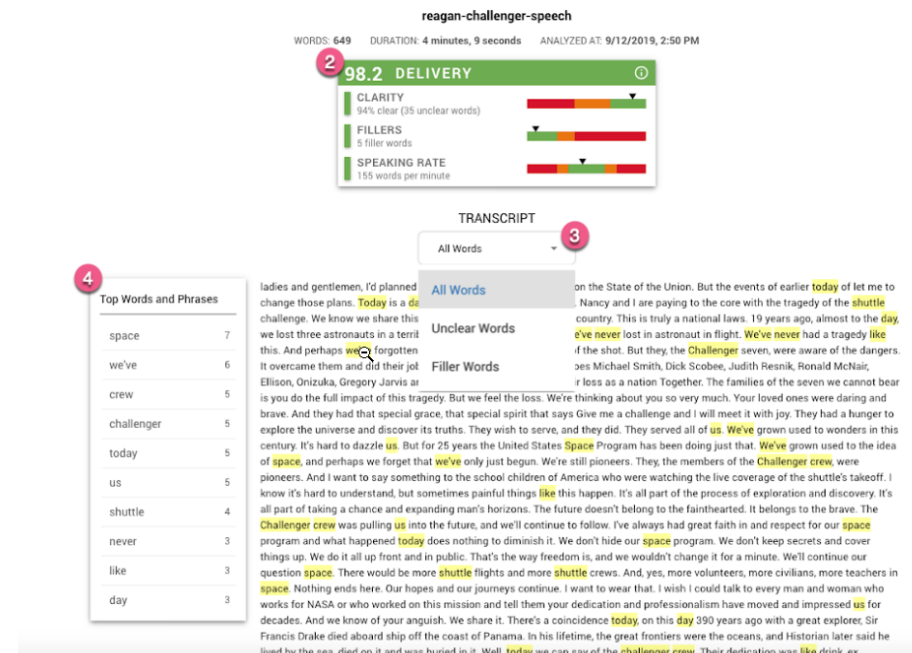 reagan-challenger-speech
WORDS: 649 DURATION: 4 minutes, 9 seconds ANALYZED AT: 9/12/2019, 2:50 PM
2
98.2 DELIVERY
CLARITY
94% clear (35 unclear words)
FILLERS
5 filler words
SPEAKING RATE
155 words per minute
TRANSCRIPT
3
All Words
All Words
Unclear Words
Filler Words
4
Top Words and Phrases
space 7
we've 6
crew 5
challenger 5
today 5
us 5
shuttle 4
never 3
like 3
day 3
ladies and gentlemen, I'd planned on the State of the Union. But the events of earlier today of let me to
change those plans. Today is a da Nancy and I are paying to the core with the tragedy of the shuttle
challenge. We know we share this country. This is truly a national laws. 19 years ago, almost to the day,
we lost three astronauts in a terrib e've never lost in astronaut in flight. We've never had a tragedy like
this. And perhaps we' forgotten f the shot. But they, the Challenger seven, were aware of the dangers.
It overcame them and did their jol oes Michael Smith, Dick Scobee, Judith Resnik, Ronald McNair,
Ellison, Onizuka, Gregory Jarvis ar r loss as a nation Together. The families of the seven we cannot bear
is you do the full impact of this tragedy. But we feel the loss. We're thinking about you so very much. Your loved ones were daring and
brave. And they had that special grace, that special spirit that says Give me a challenge and I will meet it with joy. They had a hunger to
explore the universe and discover its truths. They wish to serve, and they did. They served all of us. We've grown used to wonders in this
century. It's hard to dazzle us. But for 25 years the United States Space Program has been doing just that. We've grown used to the idea
of space, and perhaps we forget that we've only just begun. We're still pioneers. They, the members of the Challenger crew, were
pioneers. And I want to say something to the school children of America who were watching the live coverage of the shuttle's takeoff. I
know it's hard to understand, but sometimes painful things like this happen. It's all part of the process of exploration and discovery. It's
all part of taking a chance and expanding man's horizons. The future doesn't belong to the fainthearted. It belongs to the brave. The
Challenger crew was pulling us into the future, and we'll continue to follow. I've always had great faith in and respect for our space
program and what happened today does nothing to diminish it. We don't hide our space program. We don't keep secrets and cover
things up. We do it all up front and in public. That's the way freedom is, and we wouldn't change it for a minute. We'll continue our
question space. There would be more shuttle flights and more shuttle crews. And, yes, more volunteers, more civilians, more teachers in
space. Nothing ends here. Our hopes and our journeys continue. I want to wear that. I wish I could talk to every man and woman who
works for NASA or who worked on this mission and tell them your dedication and professionalism have moved and impressed us for
decades. And we know of your anguish. We share it. There's a coincidence today, on this day 390 years ago with a great explorer, Sir
Francis Drake died aboard ship off the coast of Panama. In his lifetime, the great frontiers were the oceans, and Historian later said he
lived by the sea, died on it and was buried in it. Well, today we can say of the challenger crew. Their dedication was like drink, ex